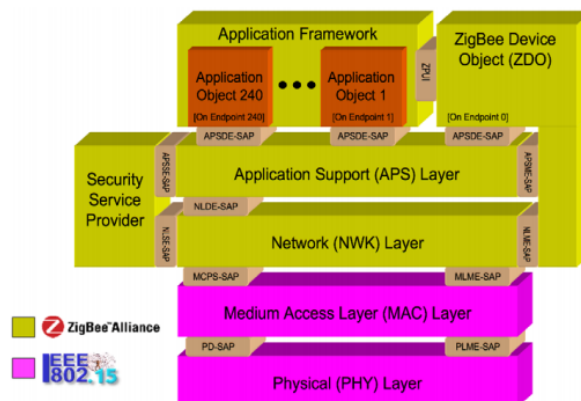 Application Framework
ZigBee Device
Object (ZDO)
ZPUI
Application
Object 240
Application
Object 1
[On Endpoint 240]
[On Endpoint 1]
[On Endpoint 0]
APSDE-SAP
APSDE-SAP
APSDE-SAP
Security
Service
Provider
APSSE-SAP
Application Support (APS) Layer
APSME-SAP
NLDE-SAP
NLSE-SAP
Network (NWK) Layer
NLME-SAP
MCPS-SAP
MLME-SAP
Medium Access Layer (MAC) Layer
PD-SAP
PLME-SAP
Physical (PHY) Layer
ZigBee™Alliance
IEEE
802.15